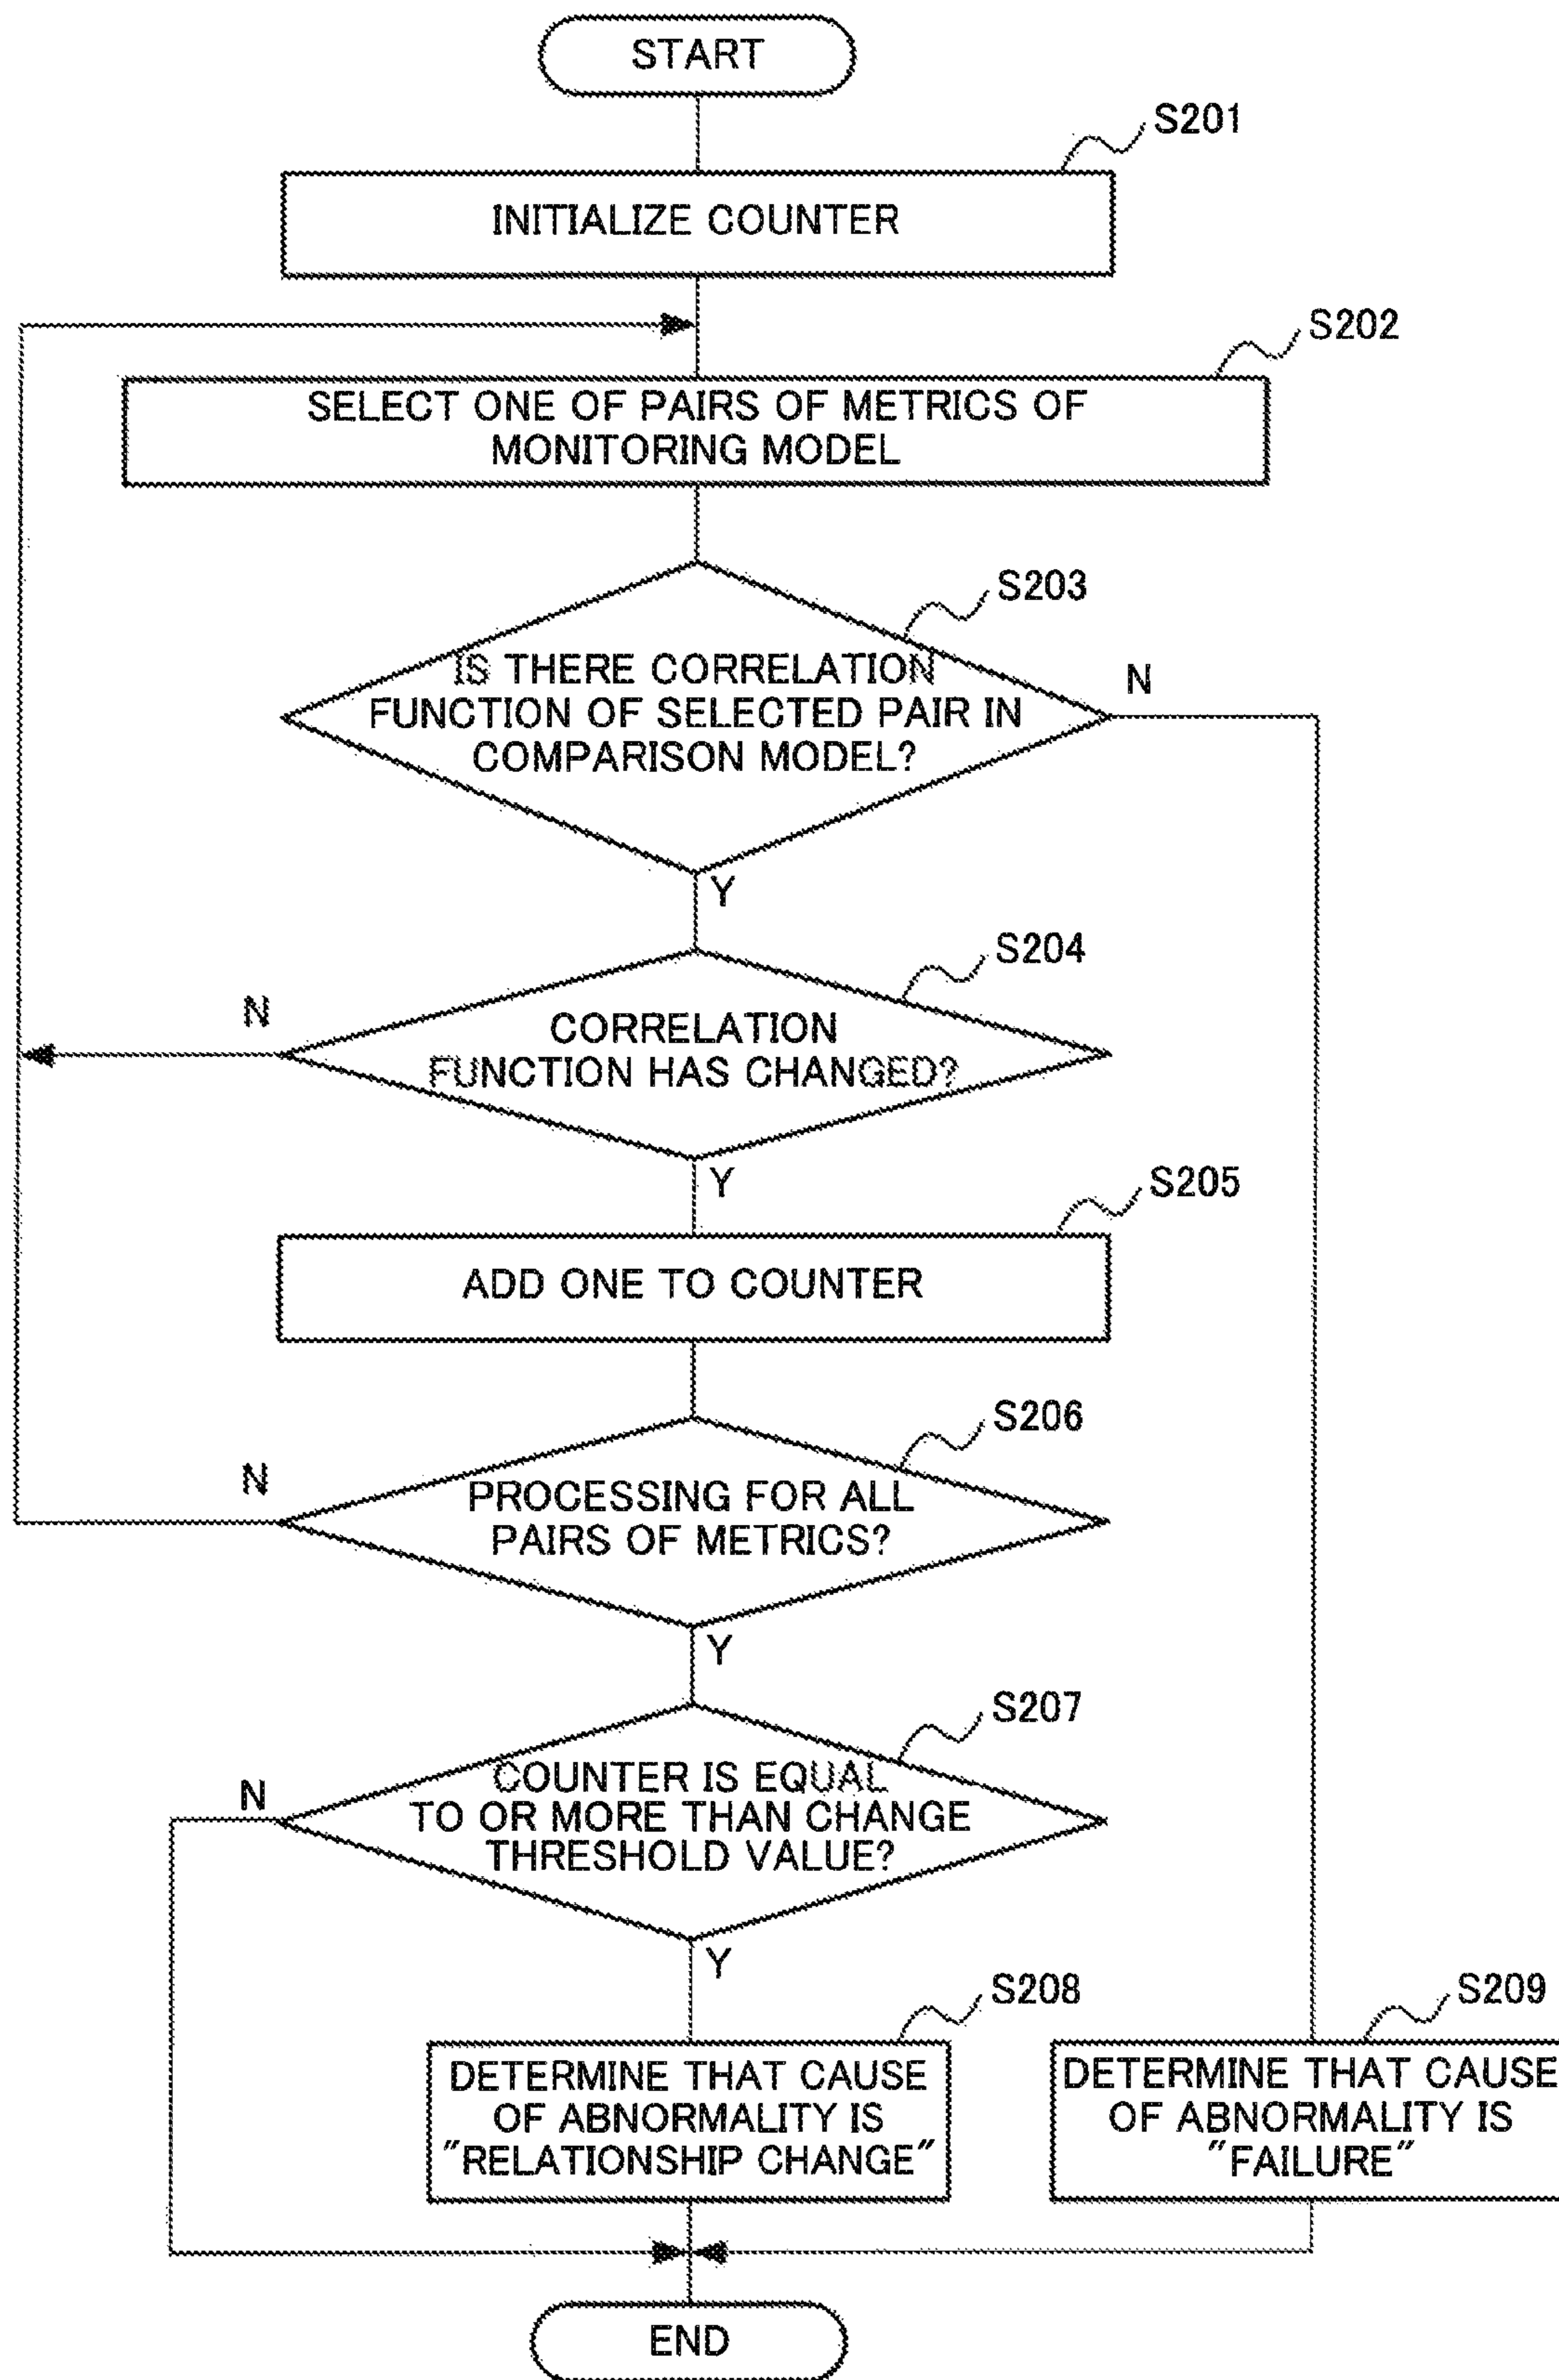 START
S201
INITIALIZE COUNTER
S202
SELECT ONE OF PAIRS OF METRICS OF
MONITORING MODEL
S203
IS THERE CORRELATION
FUNCTION OF SELECTED PAIR IN
COMPARISON MODEL?
N
Y
S204
N
CORRELATION
FUNCTION HAS CHANGED?
Y
S205
ADD ONE TO COUNTER
S206
N
PROCESSING FOR ALL
PAIRS OF METRICS?
Y
S207
N
COUNTER IS EQUAL
TO OR MORE THAN CHANGE
THRESHOLD VALUE?
Y
S208
DETERMINE THAT CAUSE
OF ABNORMALITY IS
"RELATIONSHIP CHANGE"
S209
DETERMINE THAT CAUSE
OF ABNORMALITY IS
"FAILURE"
END